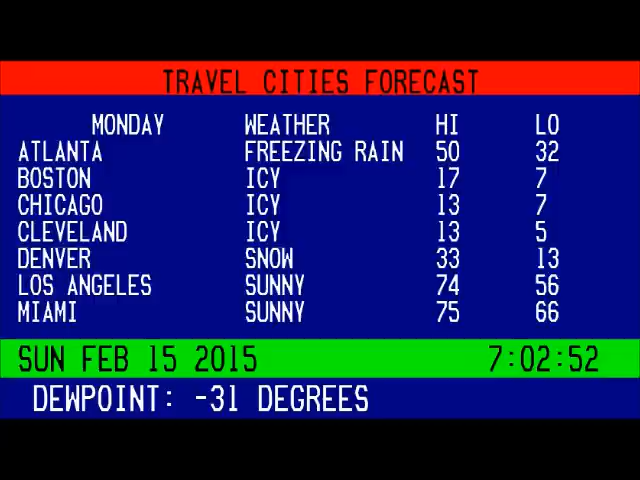 TRAVEL CITIES FORECAST
MONDAY WEATHER HI LO
ATLANTA FREEZING RAIN 50 32
BOSTON ICY 17 7
CHICAGO ICY 13 7
CLEVELAND ICY 13 5
DENVER SNOW 33 13
LOS ANGELES SUNNY 74 56
MIAMI SUNNY 75 66
SUN FEB 15 2015 7:02:52
DEWPOINT: -31 DEGREES